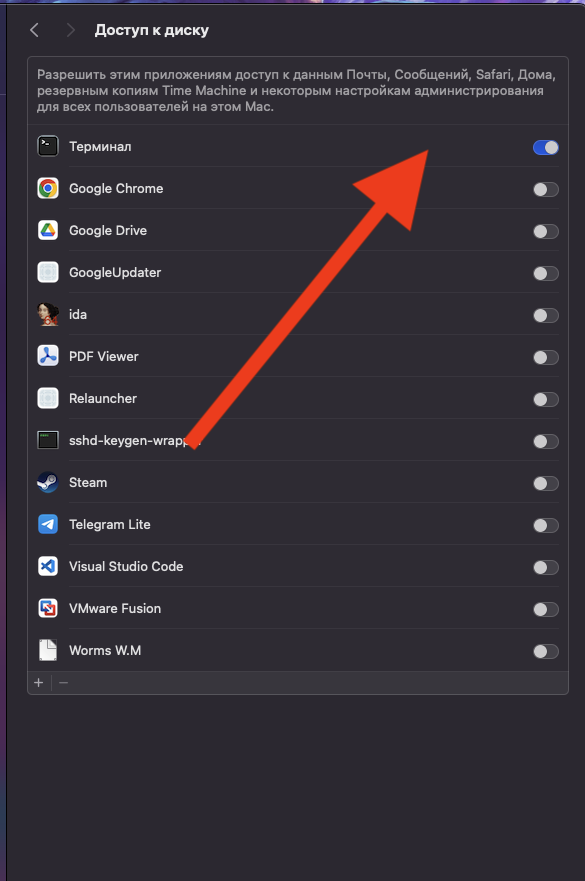 Доступ к диску
Разрешить этим приложениям доступ к данным Почты, Сообщений, Safari, Дома,
резервным копиям Time Machine и некоторым настройкам администрирования
для всех пользователей на этом Mac.
Терминал
Google Chrome
Google Drive
GoogleUpdater
ida
PDF Viewer
Relauncher
sshd-keygen-wrapper
Steam
Telegram Lite
Visual Studio Code
VMware Fusion
Worms W.M